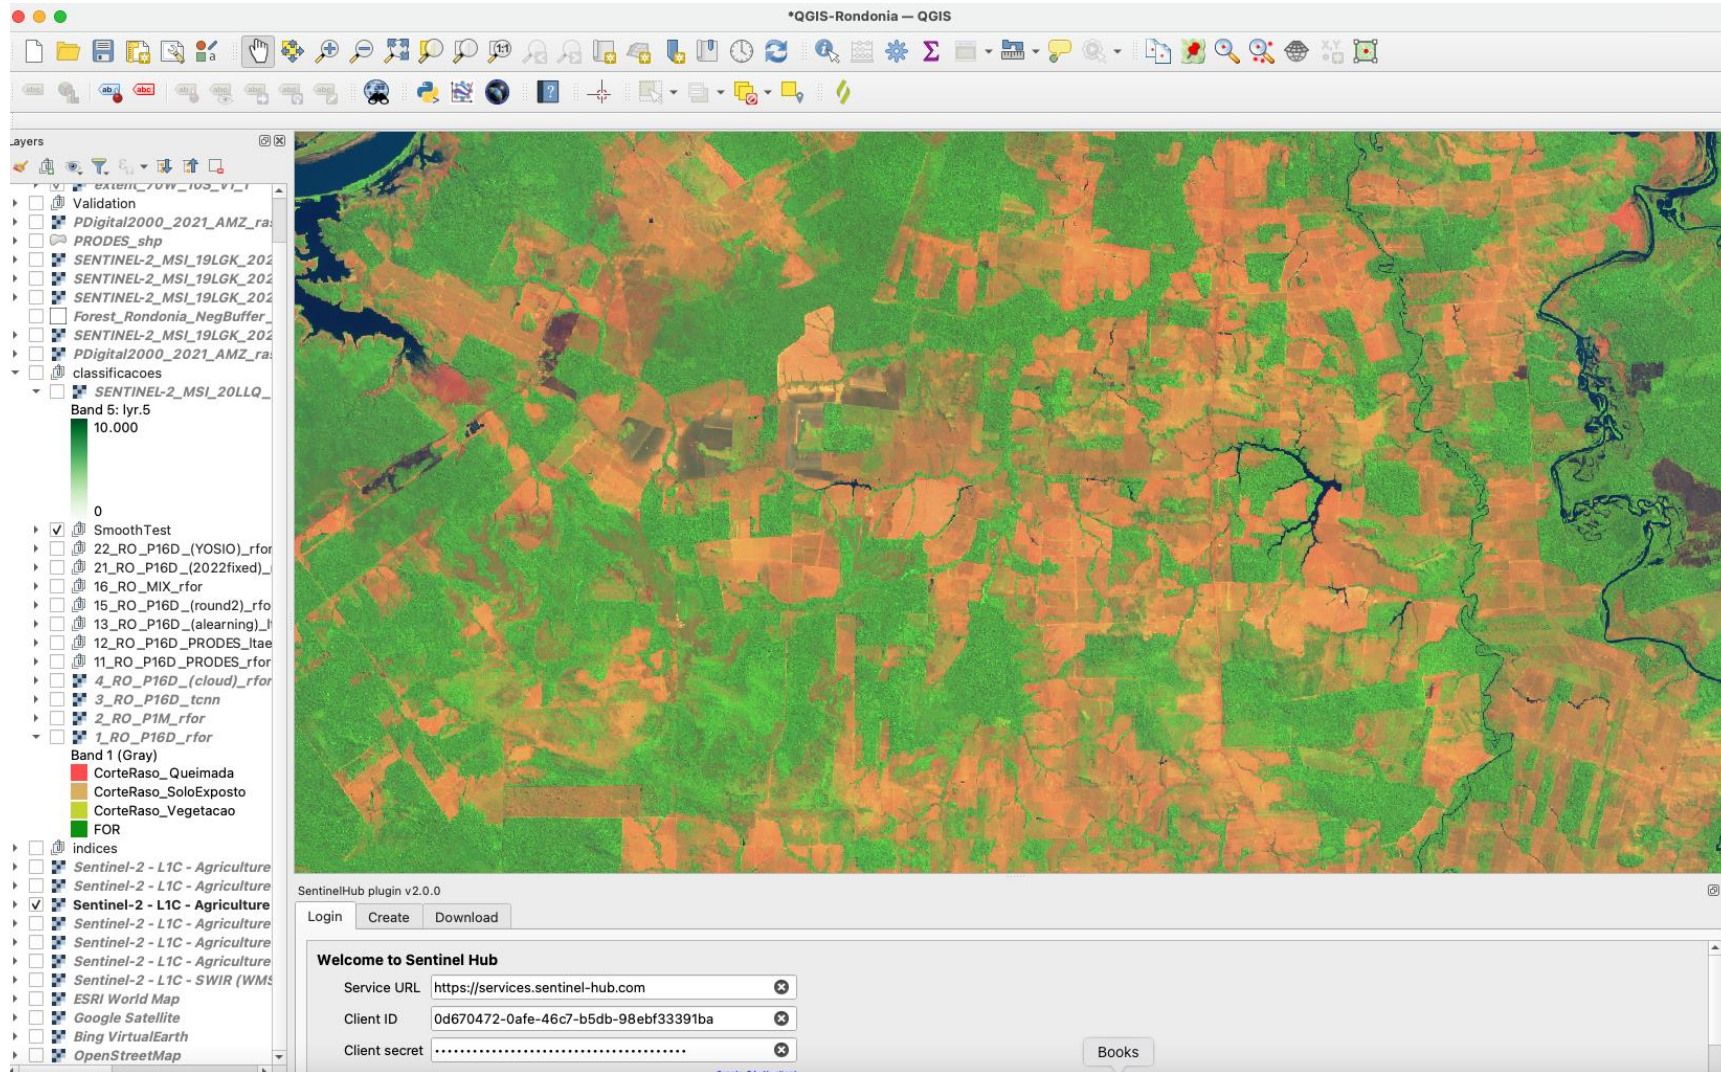 *QGIS-Rondonia — QGIS
Layers
extent_70W_10S_V1_1
Validation
PDigital2000_2021_AMZ_ra
PRODES_shp
SENTINEL-2_MSI_19LGK_202
SENTINEL-2_MSI_19LGK_202
SENTINEL-2_MSI_19LGK_202
Forest_Rondonia_NegBuffer_
SENTINEL-2_MSI_19LGK_202
PDigital2000_2021_AMZ_ra
classificacoes
SENTINEL-2_MSI_20LLQ_
Band 5: lyr.5
10.000
0
SmoothTest
22_RO_P16D_(YOSIO)_rfor
21_RO_P16D_(2022fixed)_
16_RO_MIX_rfor
15_RO_P16D_(round2)_rfo
13_RO_P16D_(alearning)_l
12_RO_P16D_PRODES_ltae
11_RO_P16D_PRODES_rfor
4_RO_P16D_(cloud)_rfor
3_RO_P16D_tcnn
2_RO_P1M_rfor
1_RO_P16D_rfor
Band 1 (Gray)
CorteRaso_Queimada
CorteRaso_SoloExposto
CorteRaso_Vegetacao
FOR
indices
Sentinel-2 - L1C - Agriculture
Sentinel-2 - L1C - Agriculture
Sentinel-2 - L1C - Agriculture
Sentinel-2 - L1C - Agriculture
Sentinel-2 - L1C - Agriculture
Sentinel-2 - L1C - Agriculture
Sentinel-2 - L1C - SWIR (WMS
ESRI World Map
Google Satellite
Bing VirtualEarth
OpenStreetMap
SentinelHub plugin v2.0.0
Login Create Download
Welcome to Sentinel Hub
Service URL https://services.sentinel-hub.com
Client ID 0d670472-0afe-46c7-b5db-98ebf33391ba
Client secret
Books